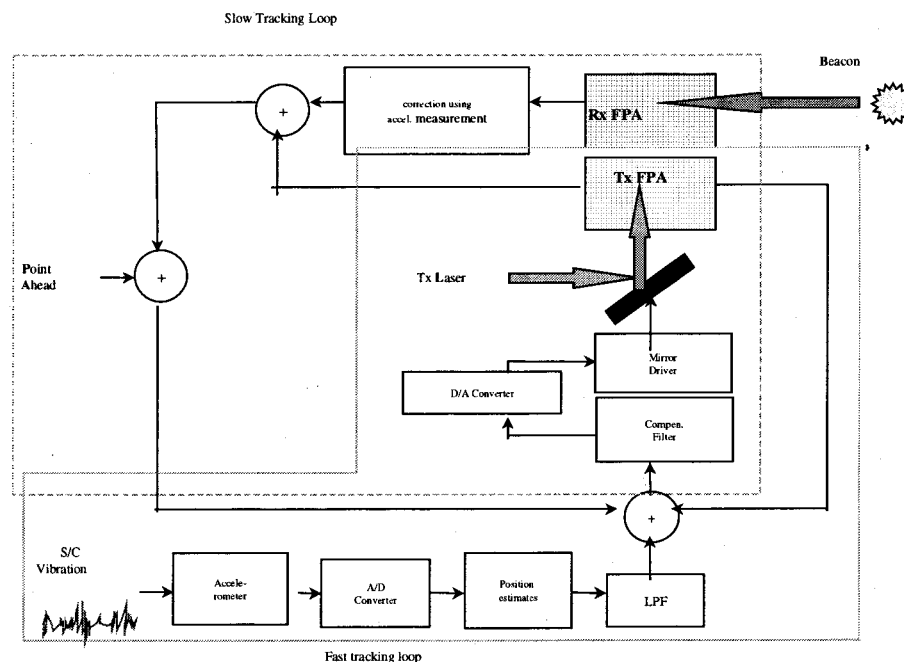 Slow Tracking Loop
Beacon
correction using
accel. measurement
Rx FPA
+
Tx FPA
Point
Ahead
+
Tx Laser
Mirror
Driver
D/A Converter
Compen.
Filter
+
S/C
Vibration
Accele-
rometer
A/D
Converter
Position
estimates
LPF
Fast tracking loop